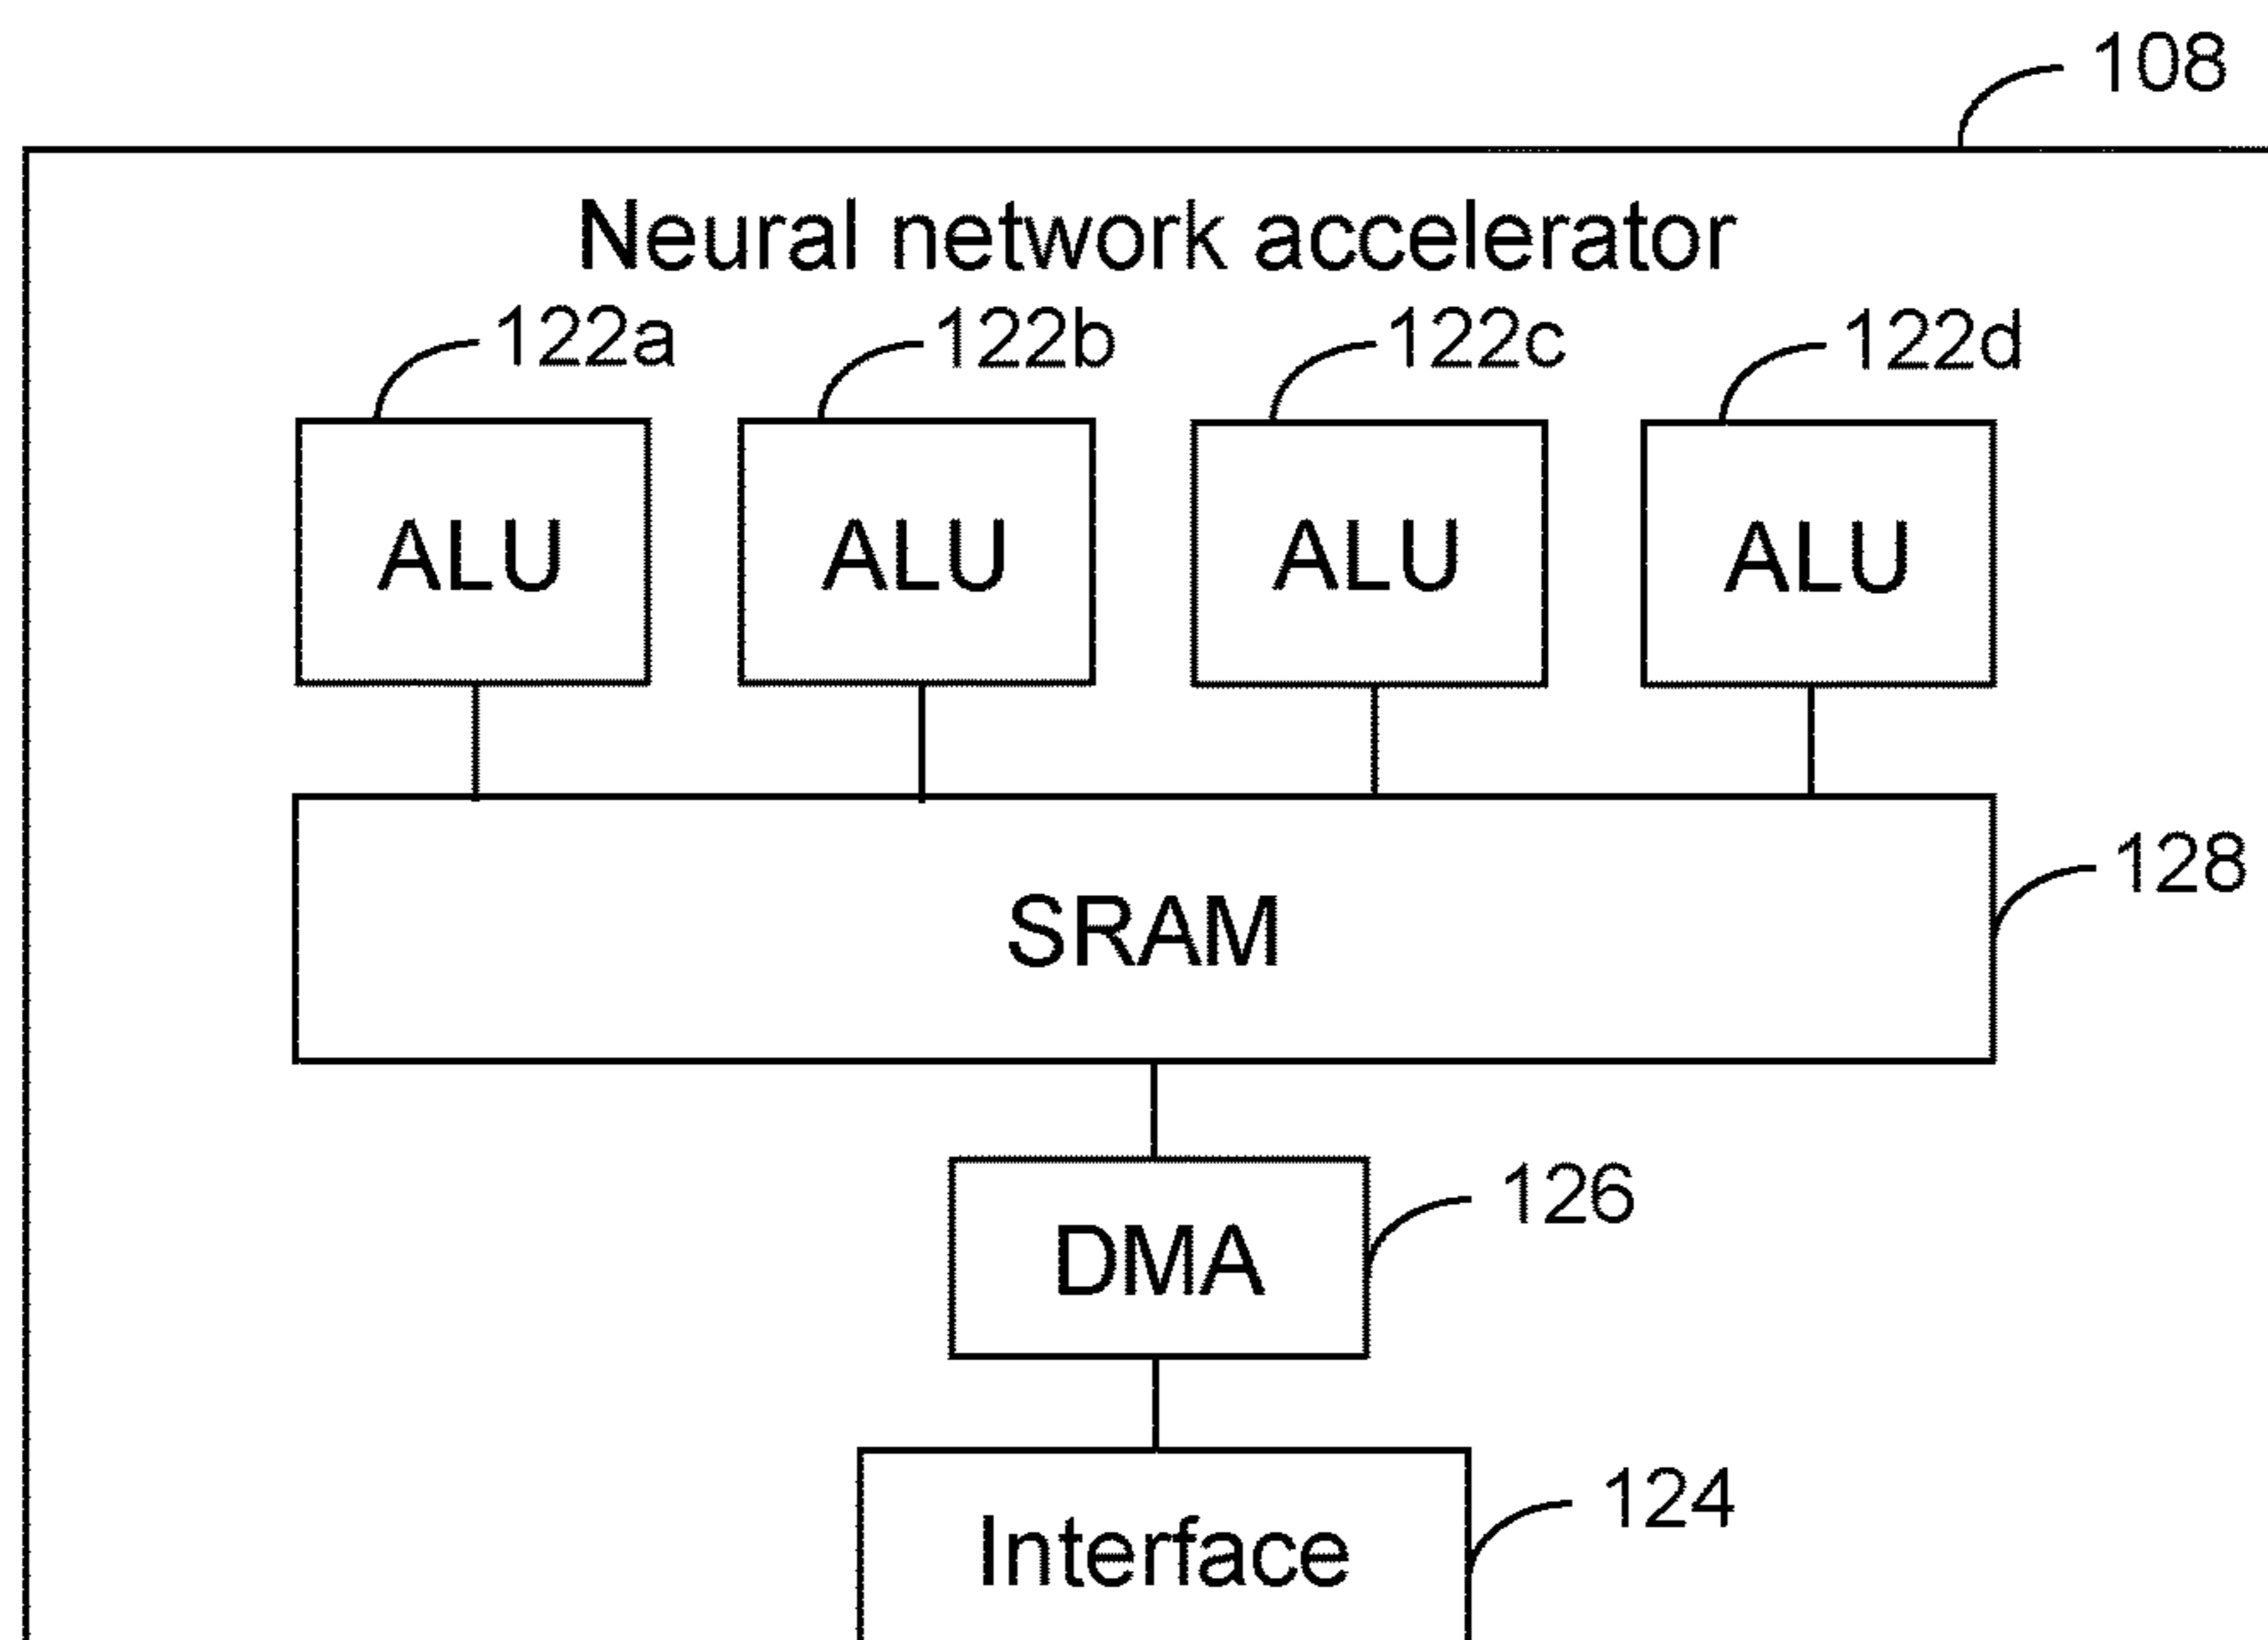 108
Neural network accelerator
122a 122b 122c 122d
ALU ALU ALU ALU
128
SRAM
126
DMA
124
Interface